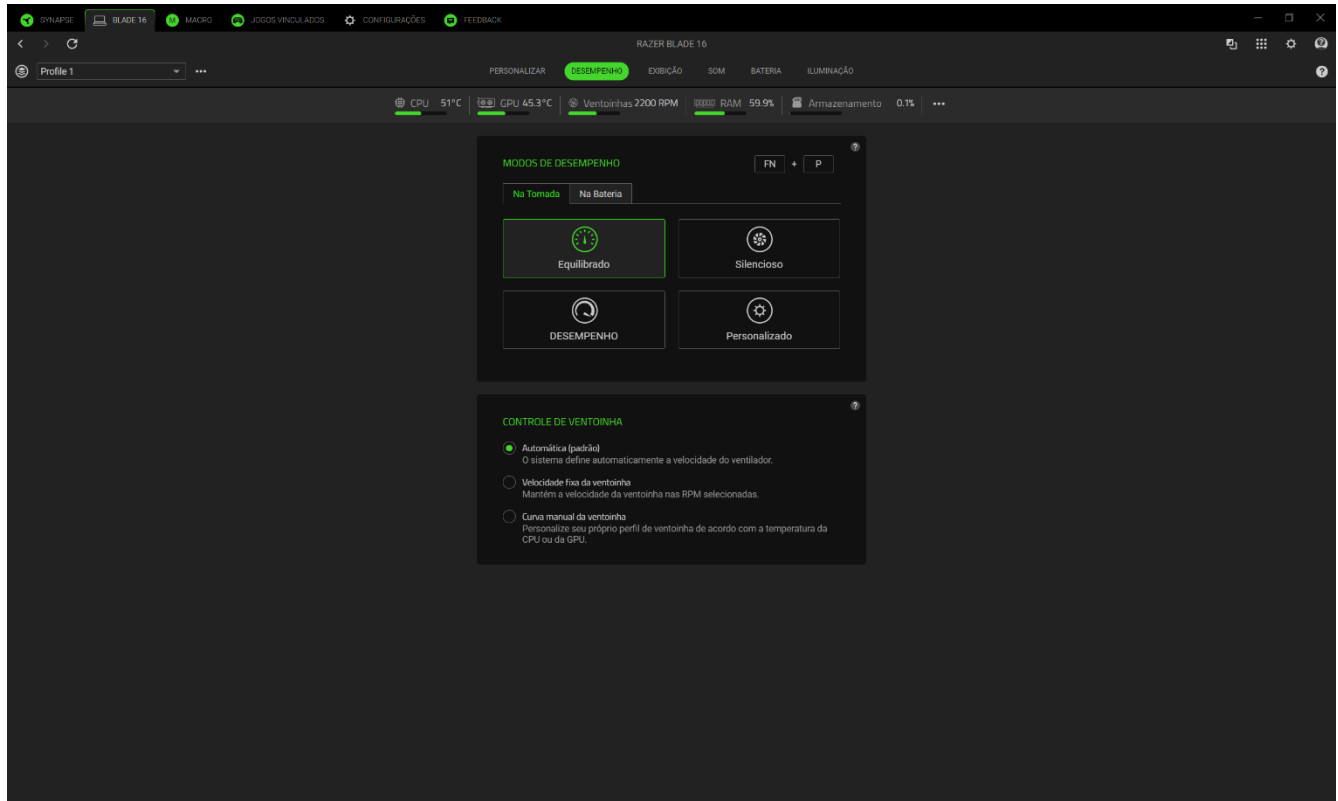 SYNAPSE BLADE 16 MACRO JOGOS VINCULADOS CONFIGURAÇÕES FEEDBACK
RAZER BLADE 16
Profile 1 PERSONALIZAR DESEMPENHO EXIBIÇÃO SOM BATERIA ILUMINAÇÃO
CPU 51°C GPU 45.3°C Ventoinhas 2200 RPM RAM 59.9% Armazenamento 0.1%
MODOS DE DESEMPENHO FN + P
Na Tomada Na Bateria
Equilibrado Silencioso
DESEMPENHO Personalizado
CONTROLE DE VENTOINHA
Automática (padrão)
O sistema define automaticamente a velocidade do ventilador.
Velocidade fixa da ventoinha
Mantém a velocidade da ventoinha nas RPM selecionadas.
Curva manual da ventoinha
Personalize seu próprio perfil de ventoinha de acordo com a temperatura da
CPU ou da GPU.